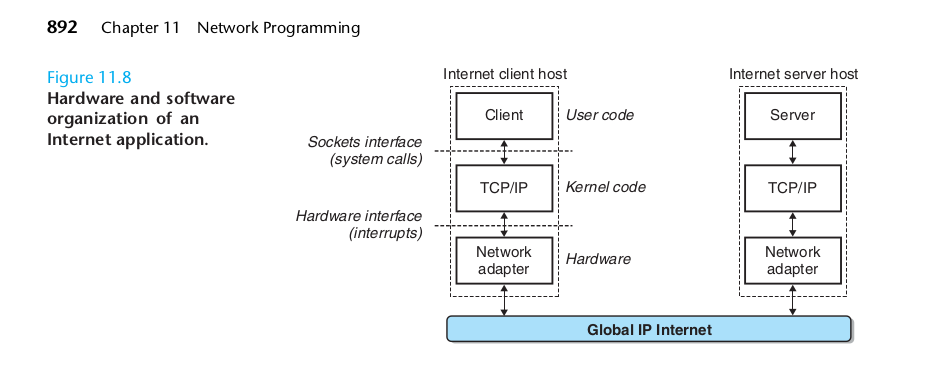 892 Chapter 11 Network Programming
Figure 11.8
Hardware and software
organization of an
Internet application.
Internet client host
Internet server host
Client
User code
Server
Sockets interface
(system calls)
TCP/IP
Kernel code
TCP/IP
Hardware interface
(interrupts)
Network
adapter
Hardware
Network
adapter
Global IP Internet